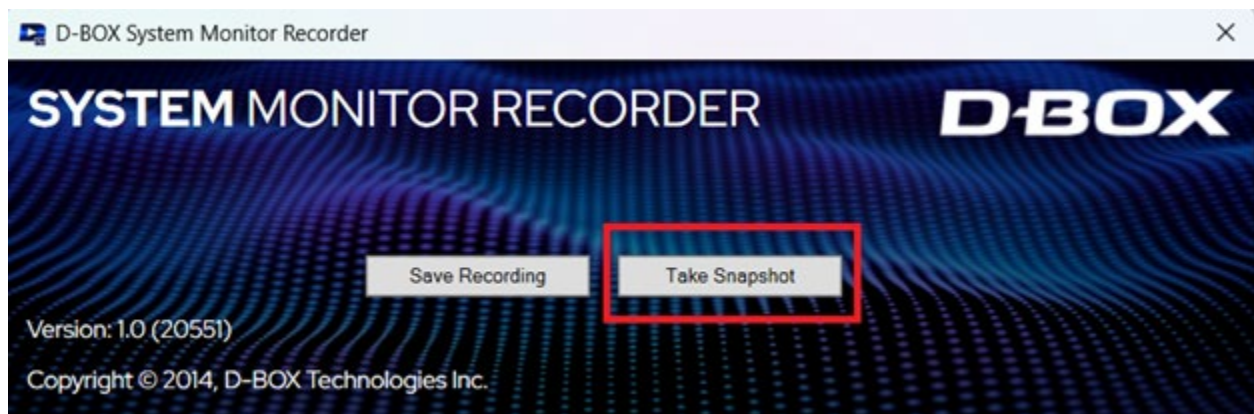 D-BOX System Monitor Recorder
SYSTEM MONITOR RECORDER
D-BOX
Save Recording
Take Snapshot
Version: 1.0 (20551)
Copyright © 2014, D-BOX Technologies Inc.